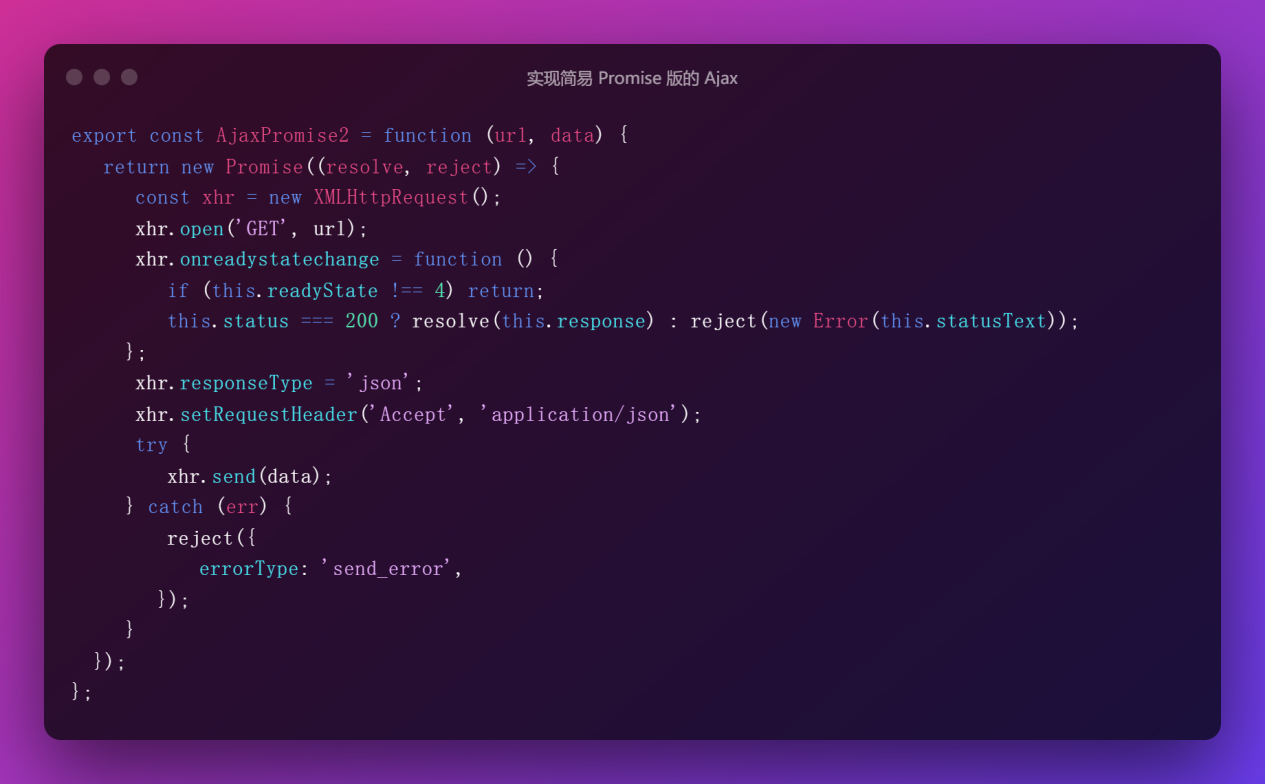 实现简易 Promise 版的 Ajax
export const AjaxPromise2 = function (url, data) {
return new Promise((resolve, reject) => {
const xhr = new XMLHttpRequest();
xhr.open('GET', url);
xhr.onreadystatechange = function () {
if (this.readyState !== 4) return;
this.status === 200 ? resolve(this.response) : reject(new Error(this.statusText));
};
xhr.responseType = 'json';
xhr.setRequestHeader('Accept', 'application/json');
try {
xhr.send(data);
} catch (err) {
reject({
errorType: 'send_error',
});
}
});
};